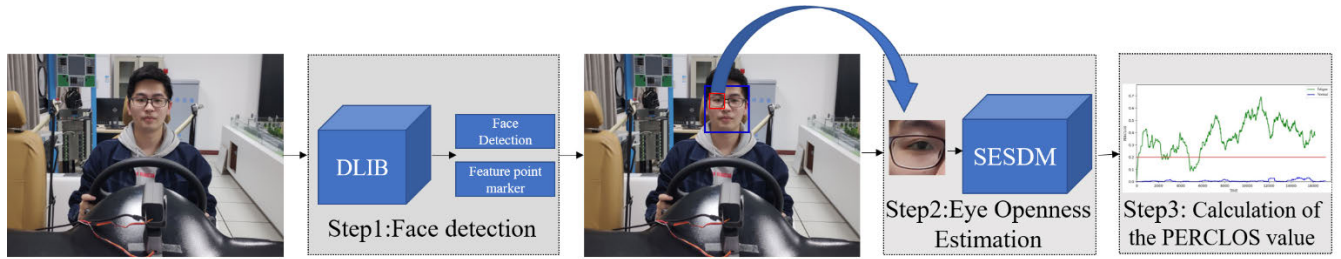 DLIB
Face
Detection
Feature point
marker
Step1:Face detection
SESDM
Step2:Eye Openness
Estimation
Step3: Calculation of
the PERCLOS value